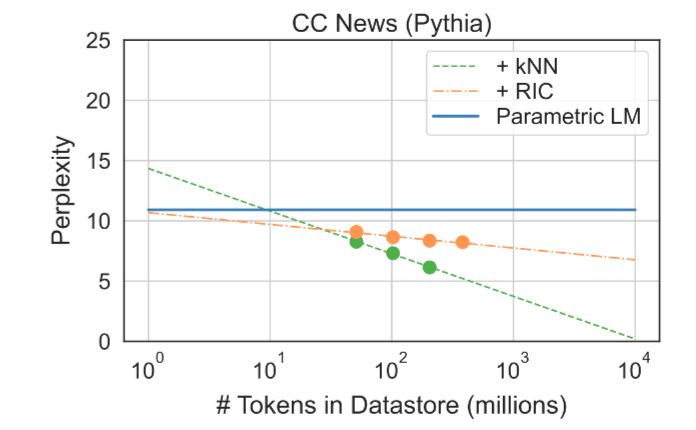 CC News (Pythia)
25
20
15
10
5
0
Perplexity
+ kNN
+ RIC
Parametric LM
10^0 10^1 10^2 10^3 10^4
# Tokens in Datastore (millions)